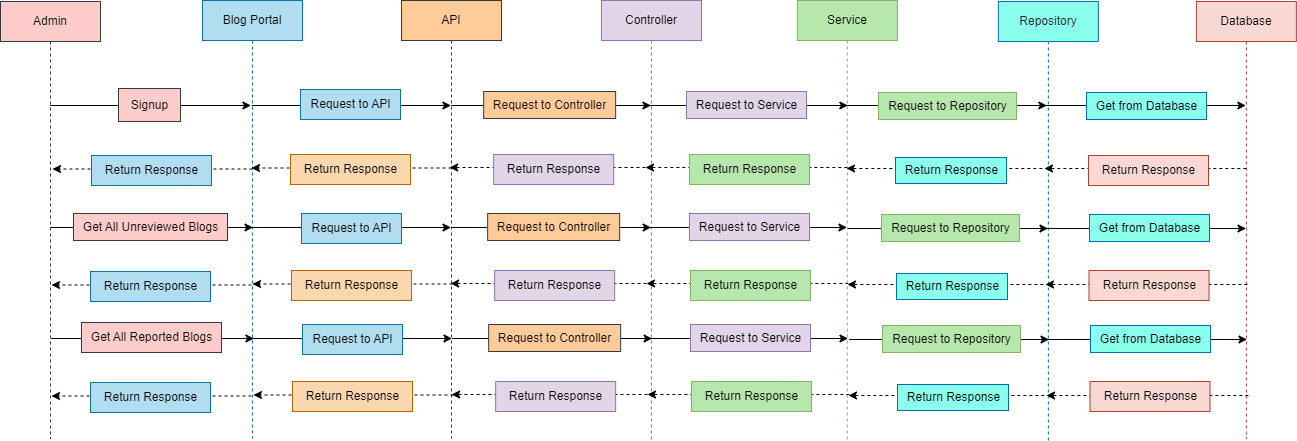 Admin
Blog Portal
API
Controller
Service
Repository
Database
Signup
Request to API
Request to Controller
Request to Service
Request to Repository
Get from Database
Return Response
Return Response
Return Response
Return Response
Return Response
Return Response
Get All Unreviewed Blogs
Request to API
Request to Controller
Request to Service
Request to Repository
Get from Database
Return Response
Return Response
Return Response
Return Response
Return Response
Return Response
Get All Reported Blogs
Request to API
Request to Controller
Request to Service
Request to Repository
Get from Database
Return Response
Return Response
Return Response
Return Response
Return Response
Return Response